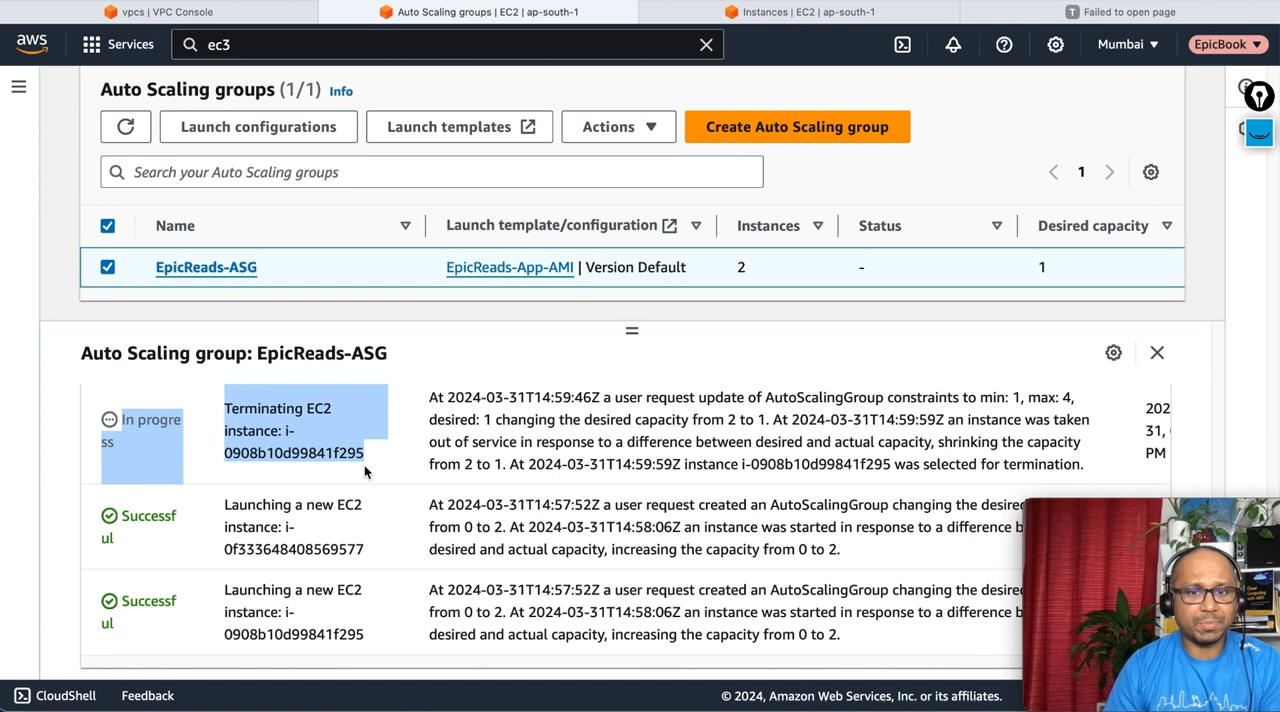 vpcs | VPC Console
Auto Scaling groups | EC2 | ap-south-1
Instances | EC2 | ap-south-1
T Failed to open page
aws Services ec3 Mumbai ▼ EpicBook ▼
Auto Scaling groups (1/1) Info
Launch configurations Launch templates Actions ▼ Create Auto Scaling group
Search your Auto Scaling groups 1
Name Launch template/configuration Instances Status Desired capacity
EpicReads-ASG EpicReads-App-AMI | Version Default 2 - 1
Auto Scaling group: EpicReads-ASG
In progre
ss
Terminating EC2
instance: i-
0908b10d99841f295
At 2024-03-31T14:59:46Z a user request update of AutoScalingGroup constraints to min: 1, max: 4,
desired: 1 changing the desired capacity from 2 to 1. At 2024-03-31T14:59:59Z an instance was taken
out of service in response to a difference between desired and actual capacity, shrinking the capacity
from 2 to 1. At 2024-03-31T14:59:59Z instance i-0908b10d99841f295 was selected for termination.
202
31,
PM
Successf
ul
Launching a new EC2
instance: i-
0f333648408569577
At 2024-03-31T14:57:52Z a user request created an AutoScalingGroup changing the desire
from 0 to 2. At 2024-03-31T14:58:06Z an instance was started in response to a difference b
desired and actual capacity, increasing the capacity from 0 to 2.
Successf
ul
Launching a new EC2
instance: i-
0908b10d99841f295
At 2024-03-31T14:57:52Z a user request created an AutoScalingGroup changing the desire
from 0 to 2. At 2024-03-31T14:58:06Z an instance was started in response to a difference b
desired and actual capacity, increasing the capacity from 0 to 2.
CloudShell Feedback © 2024, Amazon Web Services, Inc. or its affiliates.